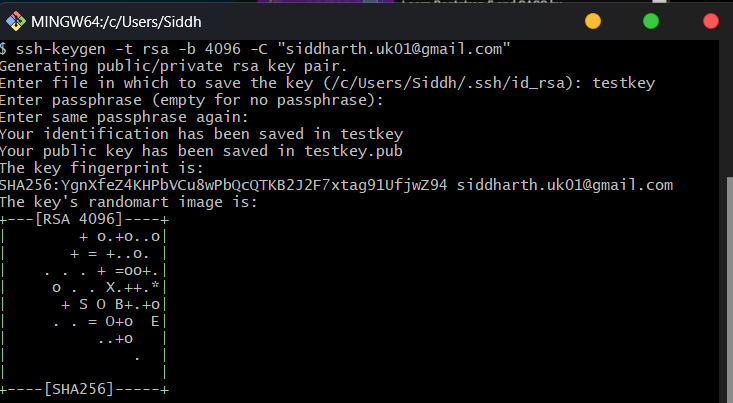 MINGW64:/c/Users/Siddh
$ ssh-keygen -t rsa -b 4096 -C "siddharth.uk01@gmail.com"
Generating public/private rsa key pair.
Enter file in which to save the key (/c/Users/Siddh/.ssh/id_rsa): testkey
Enter passphrase (empty for no passphrase):
Enter same passphrase again:
Your identification has been saved in testkey
Your public key has been saved in testkey.pub
The key fingerprint is:
SHA256:YgnXfeZ4KHPbVCu8wPbQcQTKB2J2F7xtag91UfjwZ94 siddharth.uk01@gmail.com
The key's randomart image is:
+---[RSA 4096]----+
|        + o.+o..o|
|       + = +..o. |
|    . . . + =oo+.|
|     o . . X.++.*|
|      + S O B+.+o|
|     . . = O+o  E|
|          ..+o   |
|              .  |
|                 |
+----[SHA256]-----+